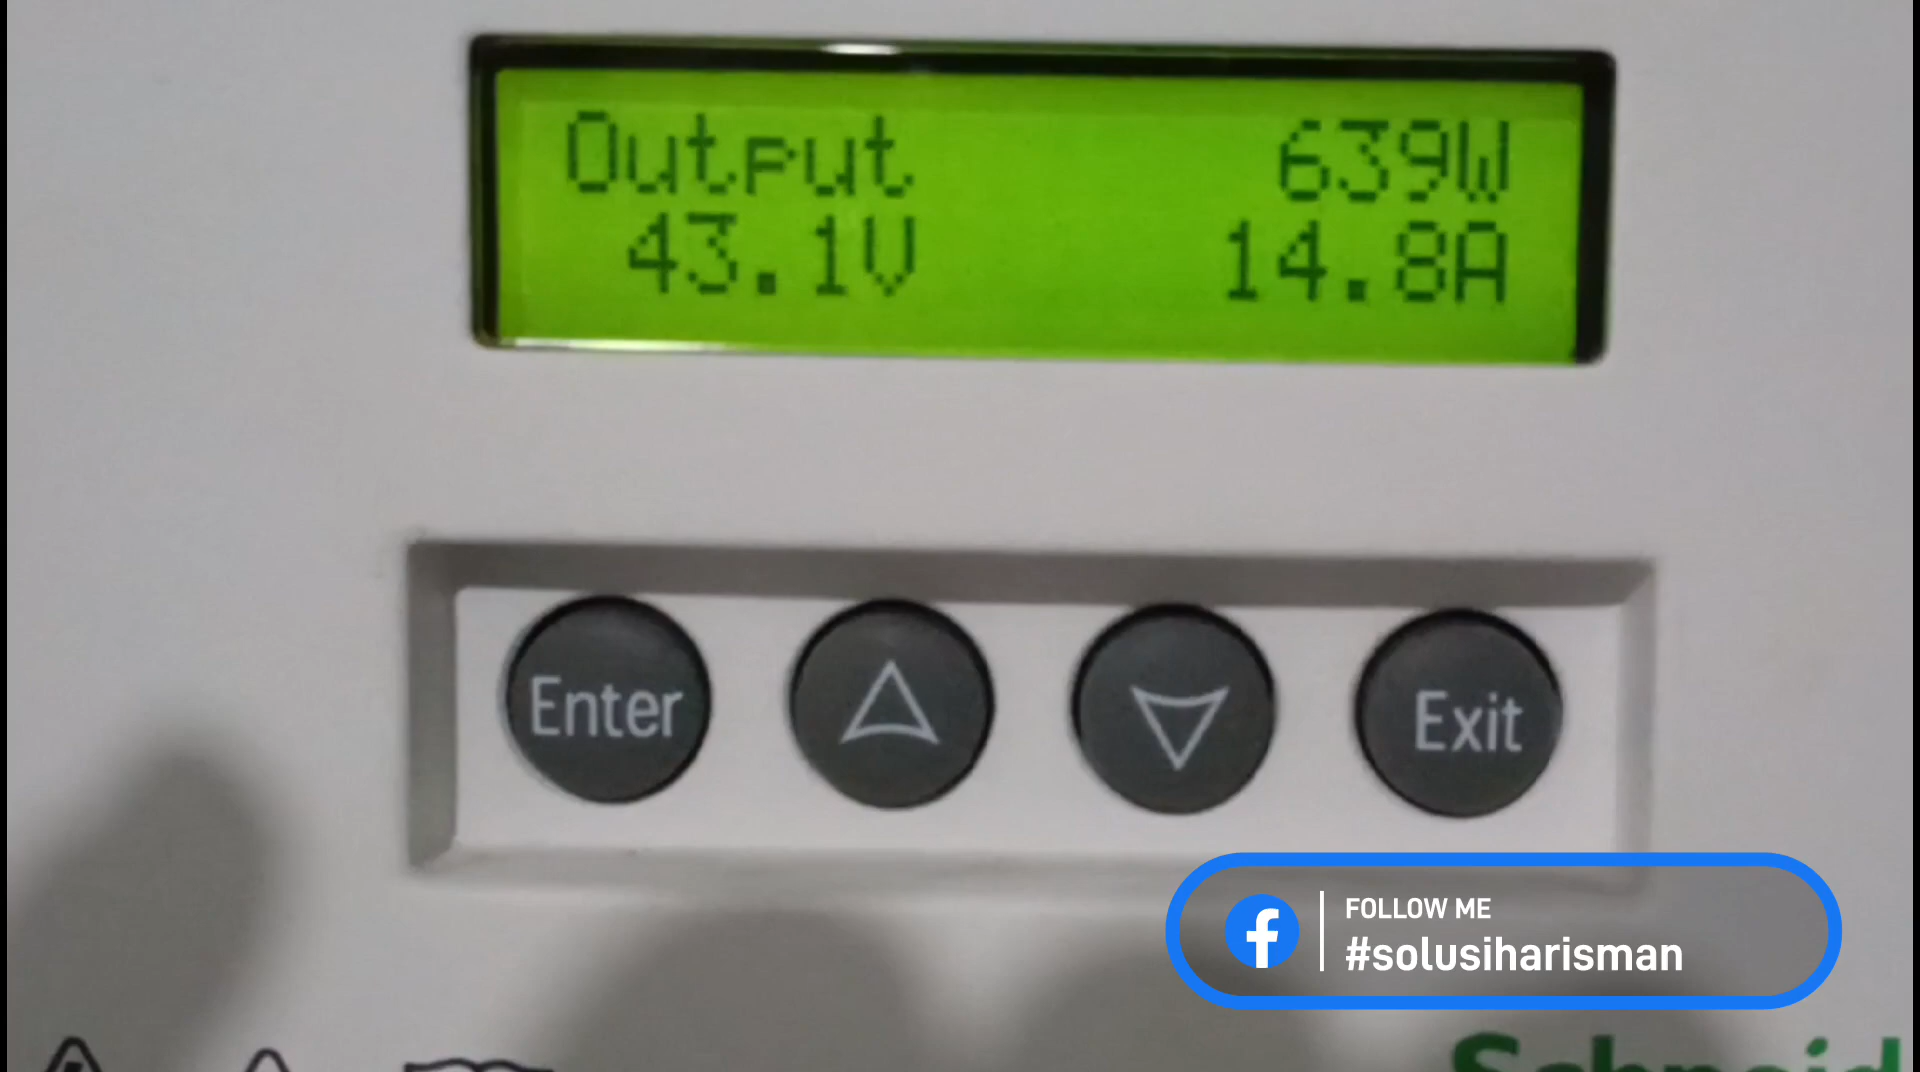 Output 639W
43.1V 14.8A
Enter Exit
FOLLOW ME
#solusiharisman